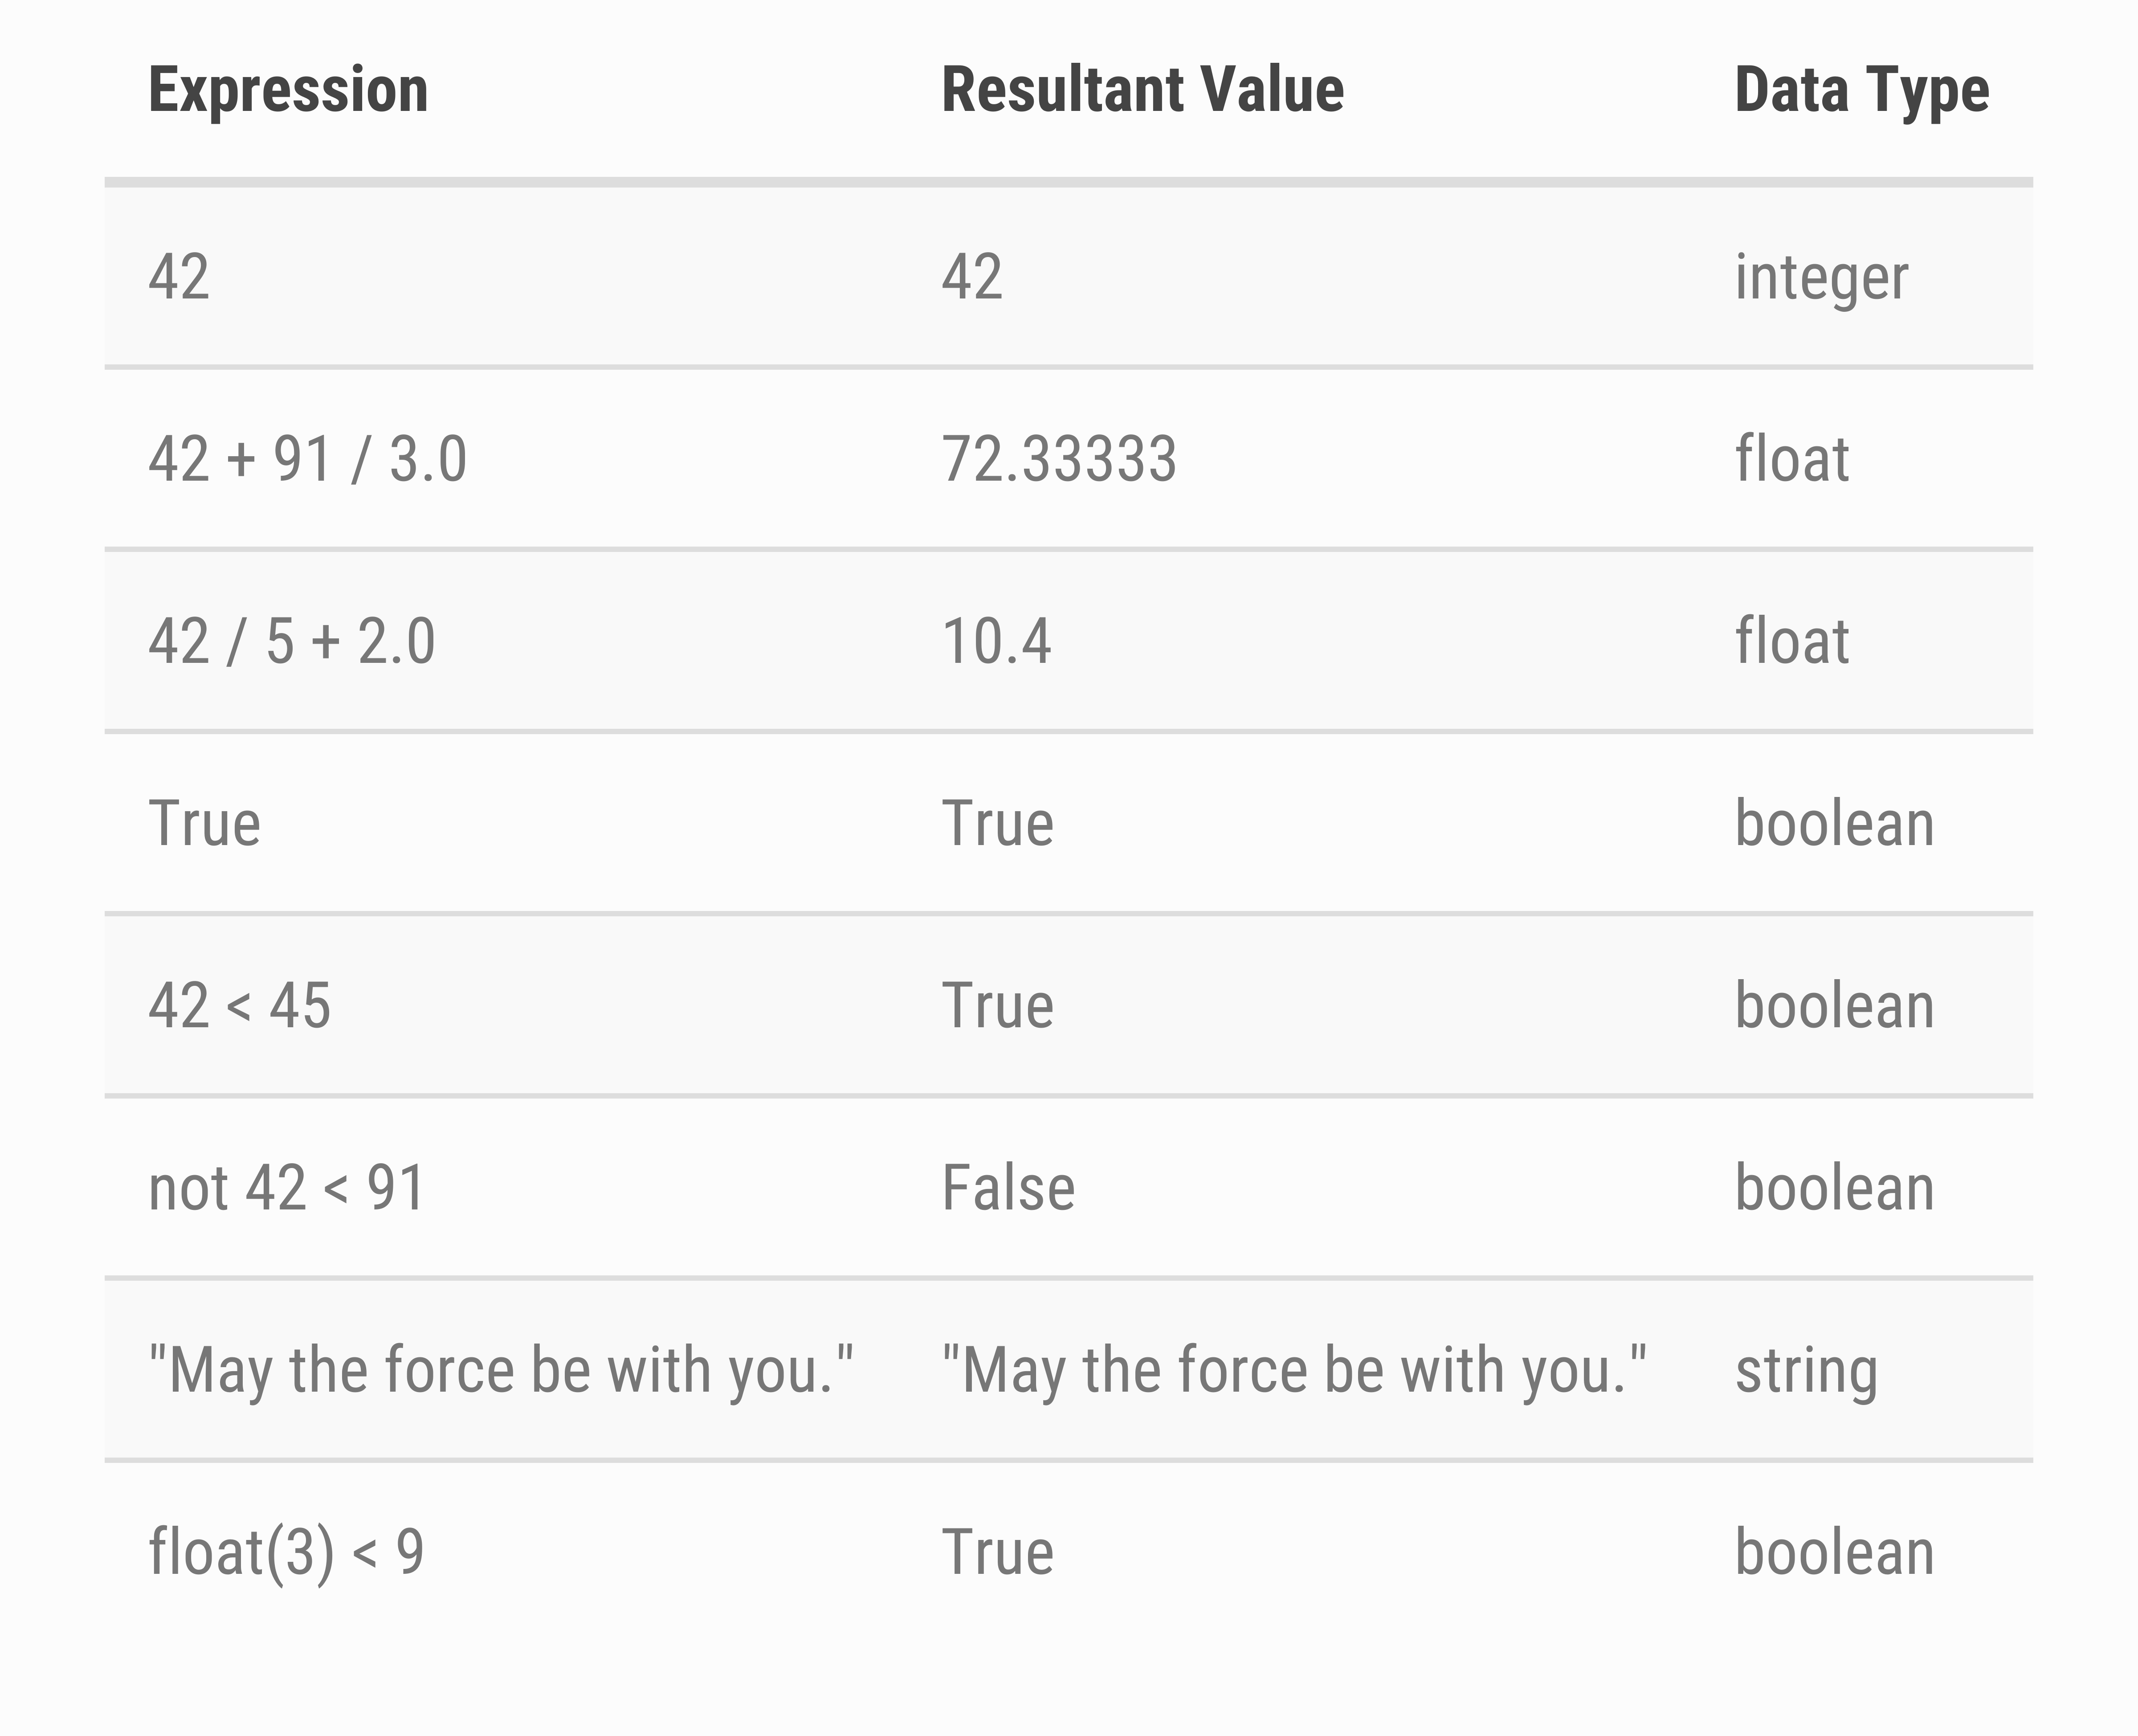 Expression Resultant Value Data Type
42 42 integer
42 + 91 / 3.0 72.33333 float
42 / 5 + 2.0 10.4 float
True True boolean
42 < 45 True boolean
not 42 < 91 False boolean
"May the force be with you." "May the force be with you." string
float(3) < 9 True boolean